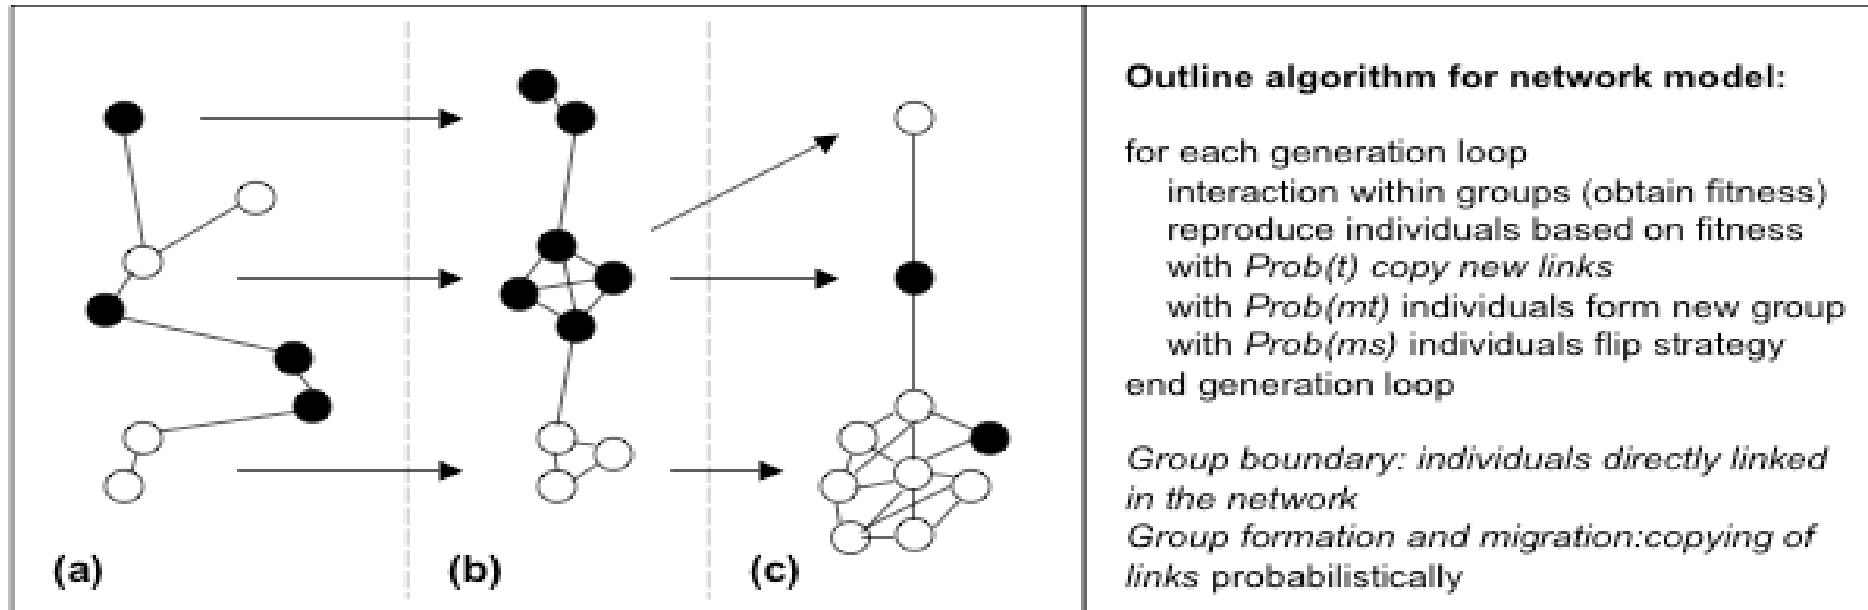 (a)
(b)
(c)
Outline algorithm for network model:
for each generation loop
interaction within groups (obtain fitness)
reproduce individuals based on fitness
with Prob(t) copy new links
with Prob(mt) individuals form new group
with Prob(ms) individuals flip strategy
end generation loop
Group boundary: individuals directly linked
in the network
Group formation and migration:copying of
links probabilistically